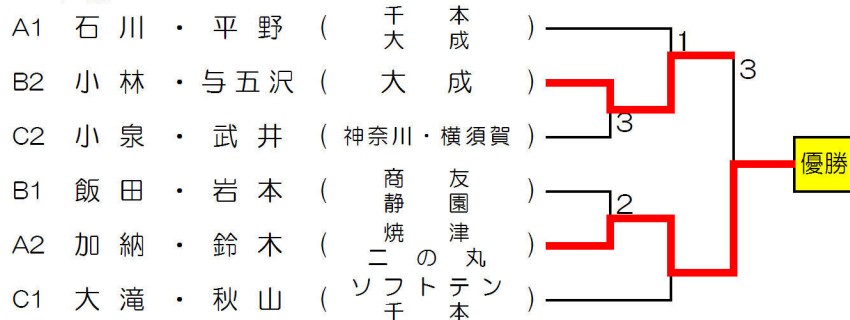 A1 石川・平野 (千本 大成)
1
B2 小林・与五沢 (大成)
3
3
C2 小泉・武井 (神奈川・横須賀)
優勝
B1 飯田・岩本 (商友 静園)
2
A2 加納・鈴木 (焼津 二の丸)
C1 大滝・秋山 (ソフトテン 千本)